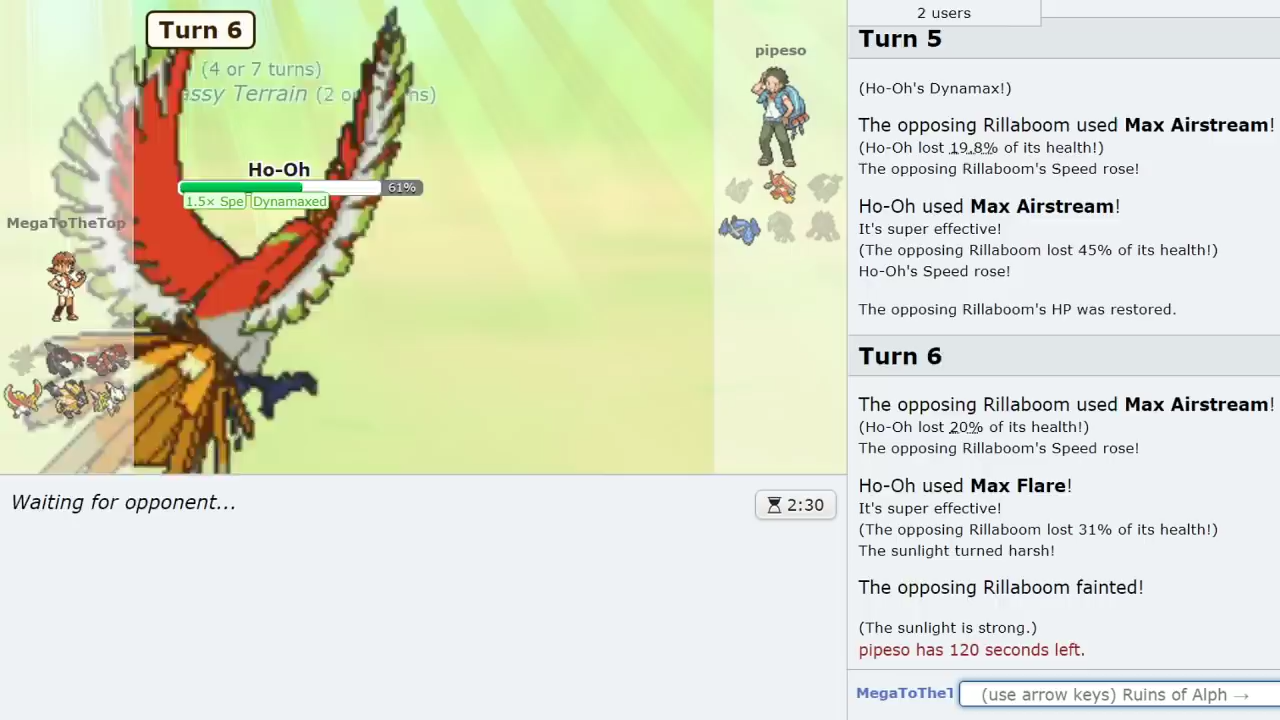 Turn 6
(4 or 7 turns)
pipeso
Ho-Oh
61%
1.5× Spe Dynamaxed
MegaToTheTop
Waiting for opponent...
2:30
2 users
Turn 5
(Ho-Oh's Dynamax!)
The opposing Rillaboom used Max Airstream!
(Ho-Oh lost 19.8% of its health!)
The opposing Rillaboom's Speed rose!
Ho-Oh used Max Airstream!
It's super effective!
(The opposing Rillaboom lost 45% of its health!)
Ho-Oh's Speed rose!
The opposing Rillaboom's HP was restored.
Turn 6
The opposing Rillaboom used Max Airstream!
(Ho-Oh lost 20% of its health!)
The opposing Rillaboom's Speed rose!
Ho-Oh used Max Flare!
It's super effective!
(The opposing Rillaboom lost 31% of its health!)
The sunlight turned harsh!
The opposing Rillaboom fainted!
(The sunlight is strong.)
pipeso has 120 seconds left.
(use arrow keys) Ruins of Alph →